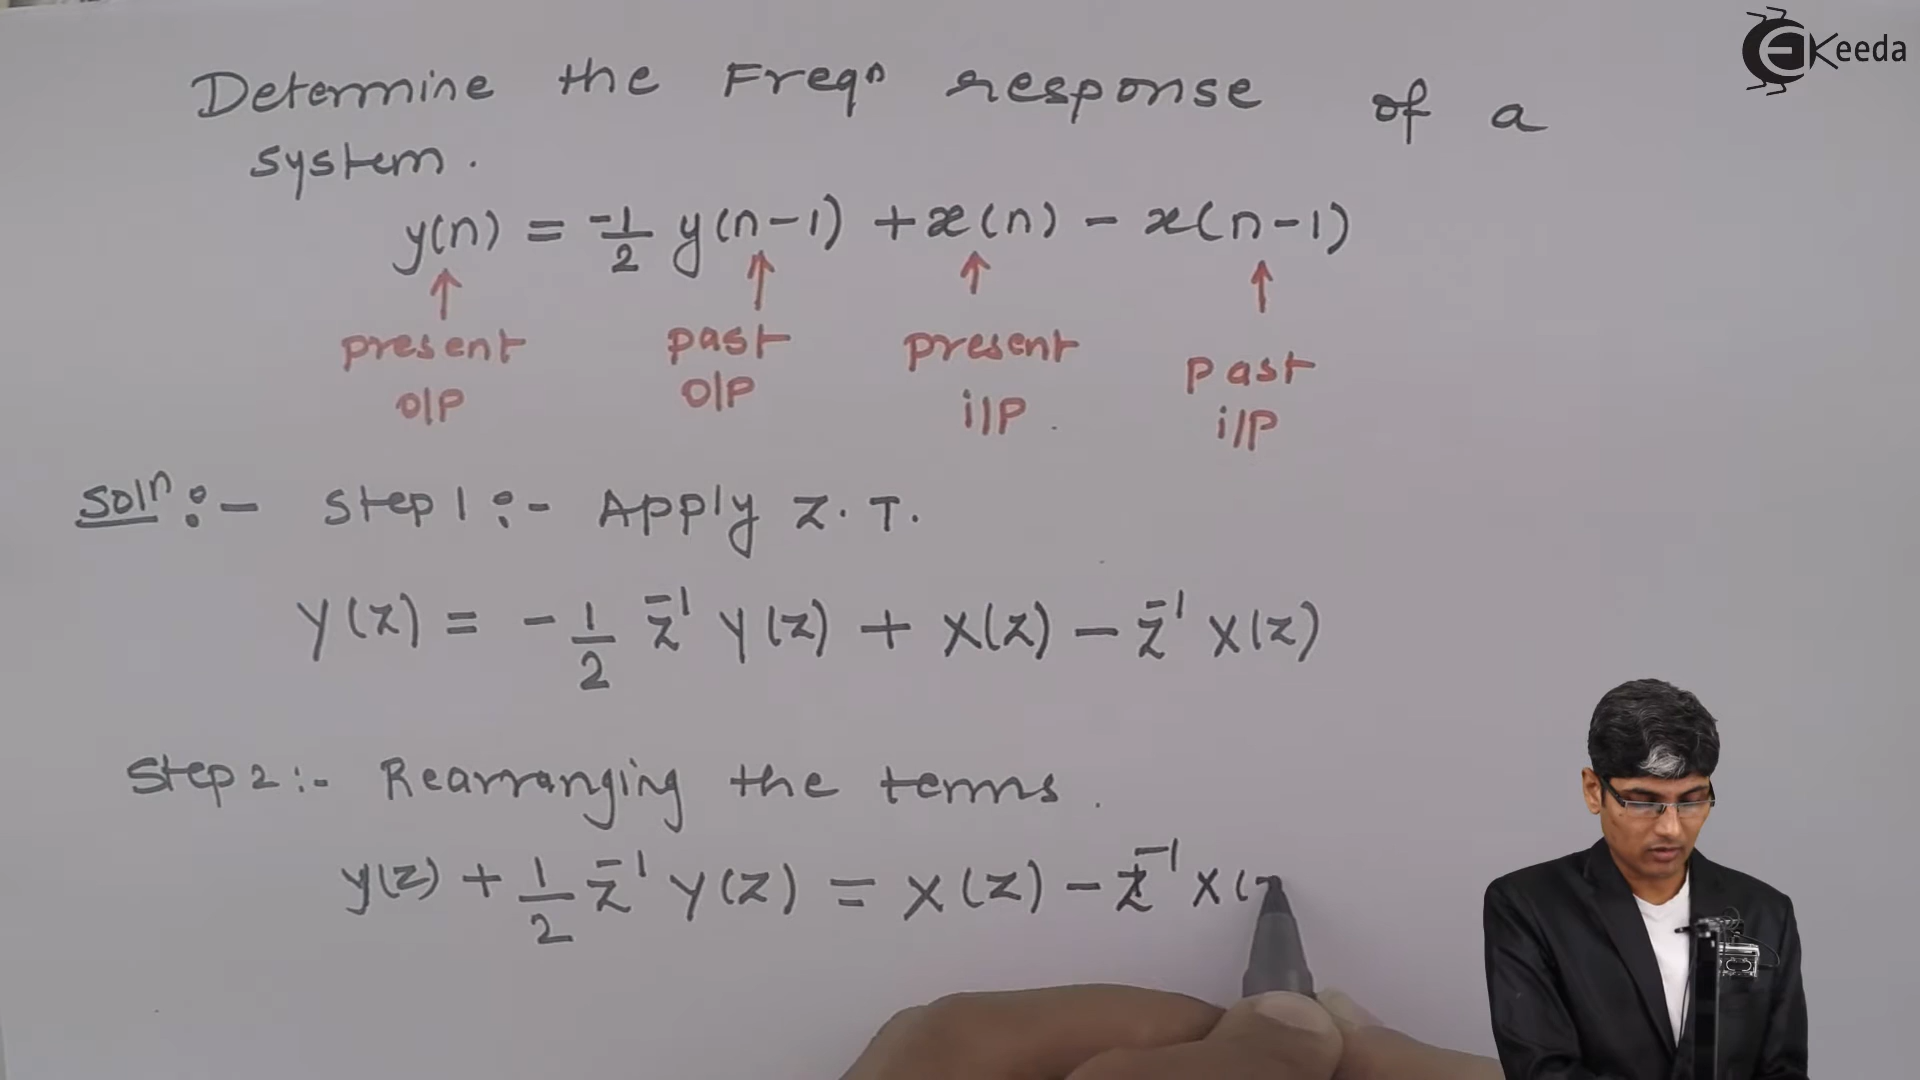 EKeeda
Determine the Freqⁿ response of a
system.
y(n) = -1/2 y(n-1) + x(n) - x(n-1)
↑ ↑ ↑ ↑
present past present past
O/P O/P i/P. i/P
Solⁿ:- Step 1:- Apply Z.T.
Y(z) = - 1/2 z⁻¹ Y(z) + X(z) - z⁻¹ X(z)
Step 2:- Rearranging the terms.
y(z) + 1/2 z⁻¹ Y(z) = X(z) - z⁻¹ X(z